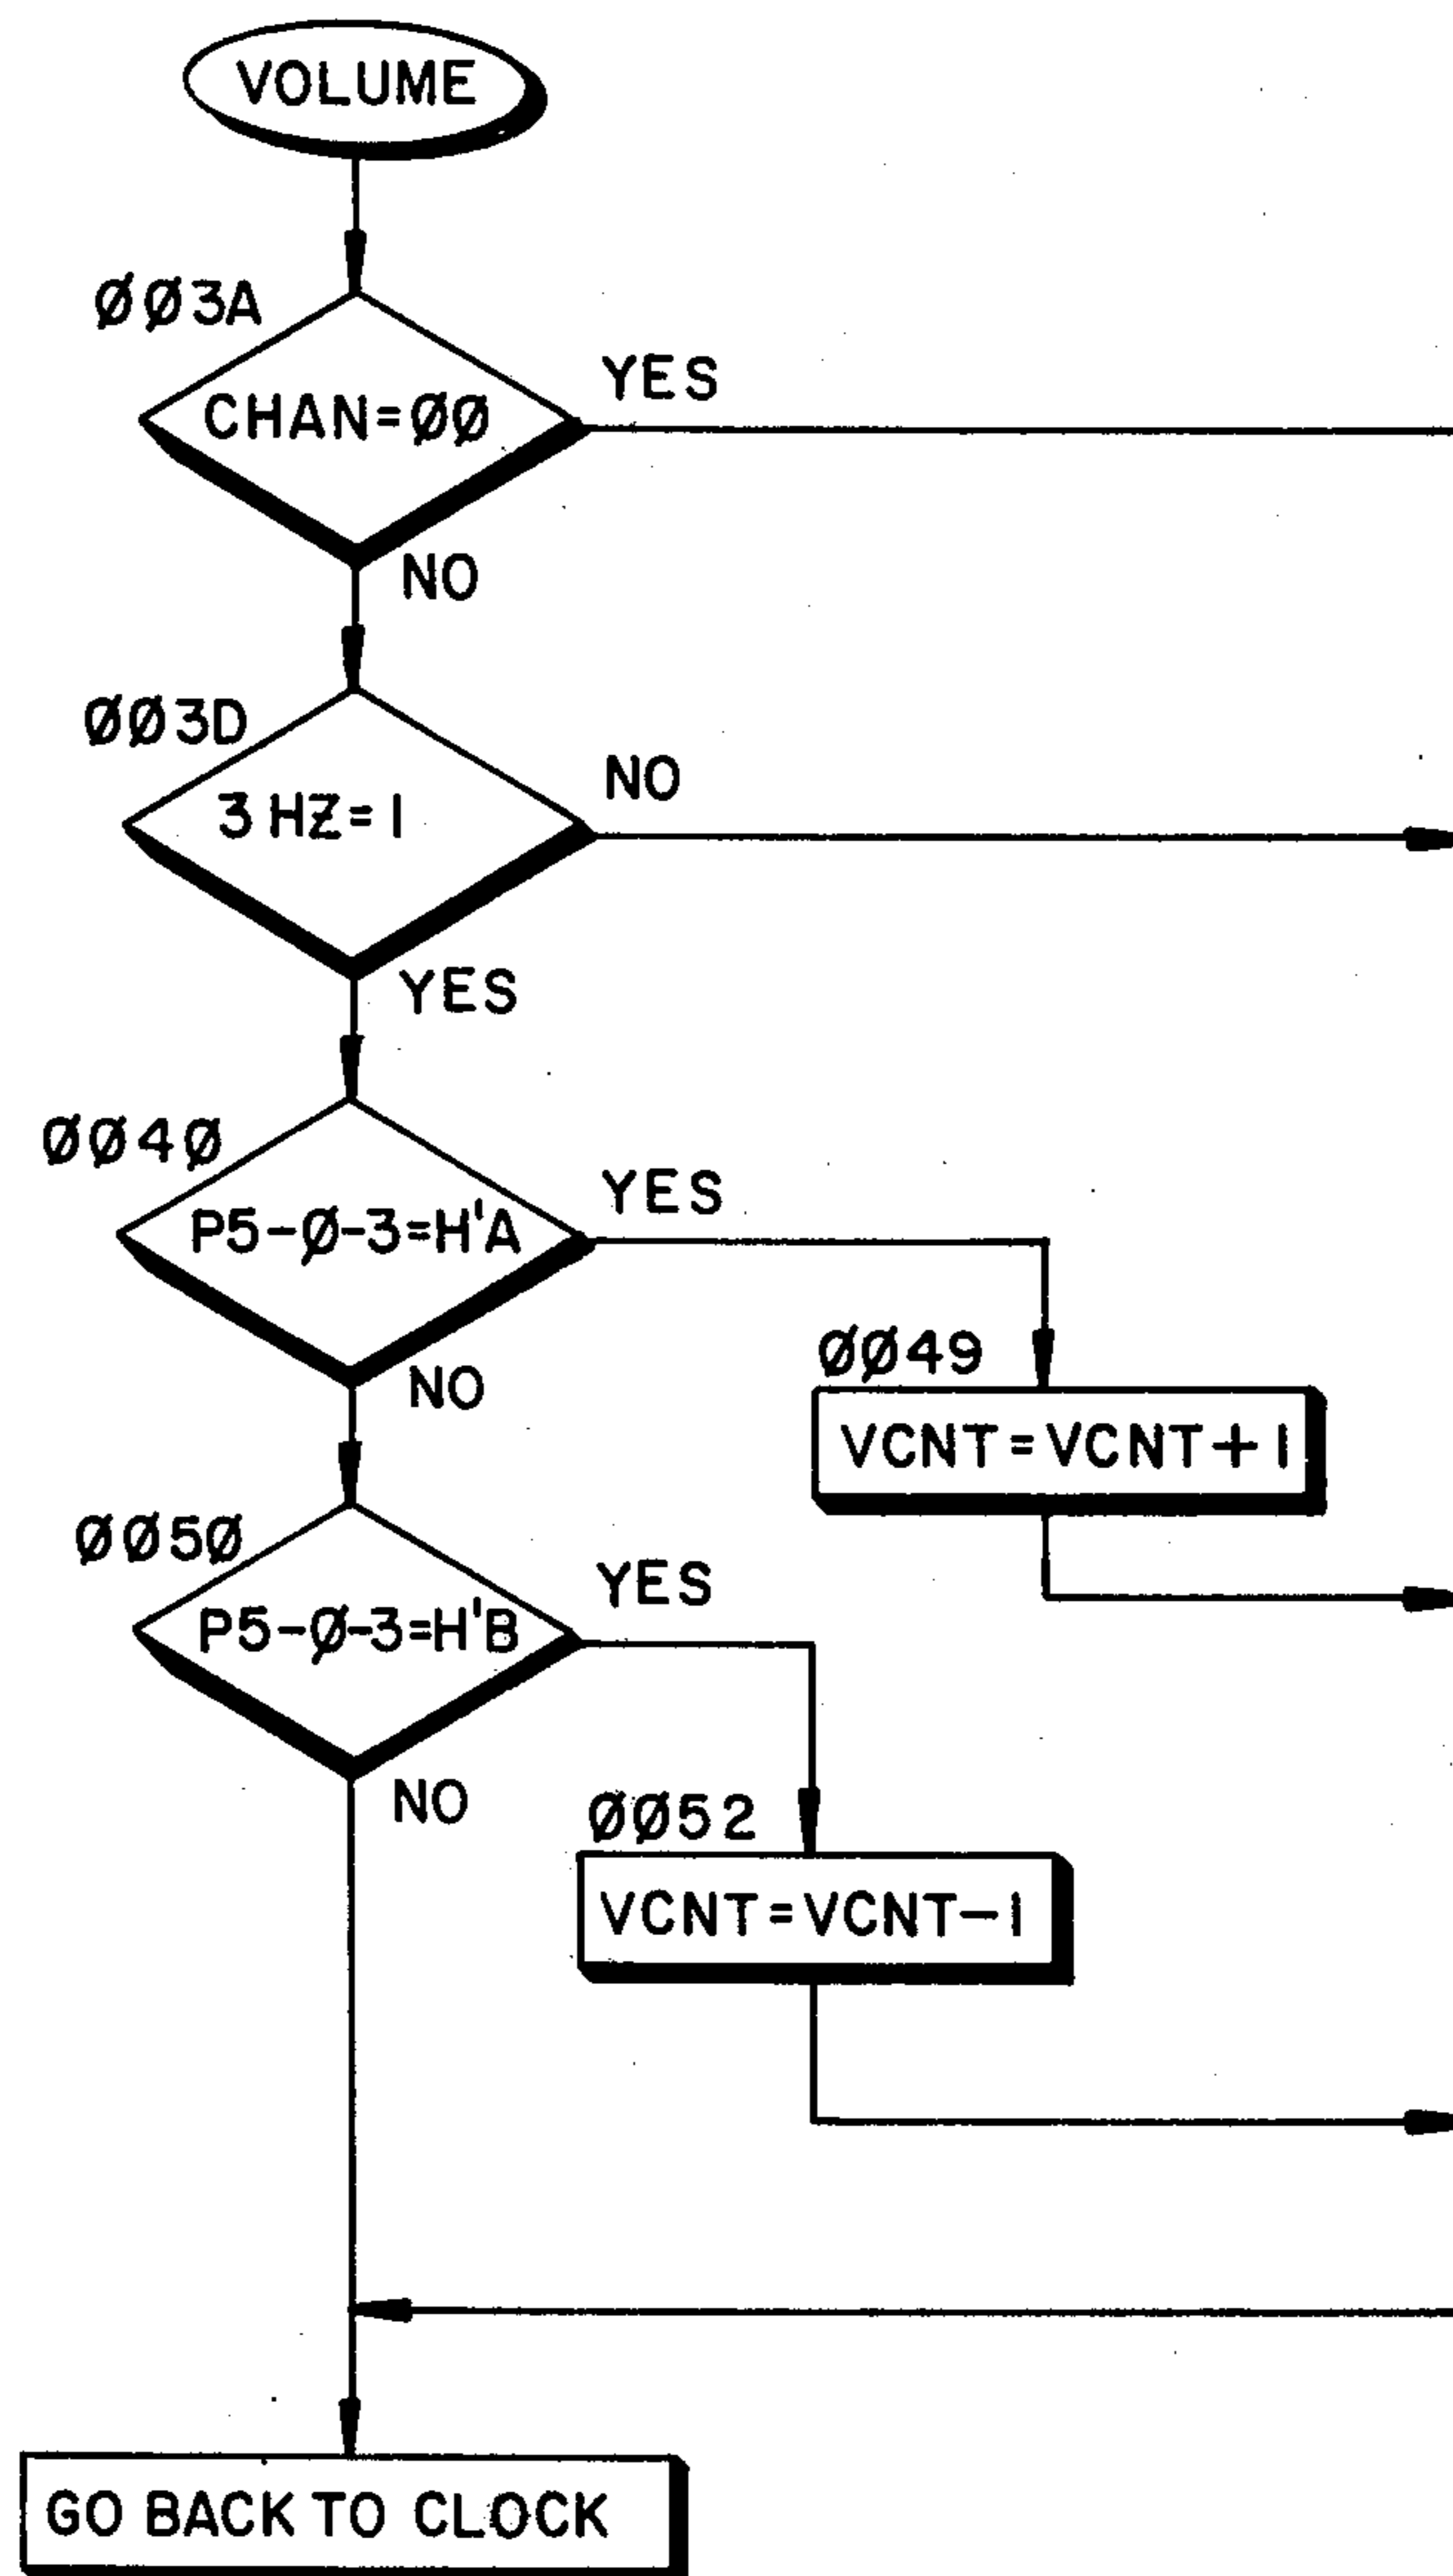 VOLUME
ØØ3A
CHAN=ØØ
YES
NO
ØØ3D
3 HZ=1
NO
YES
ØØ4Ø
P5-Ø-3=H'A
YES
NO
ØØ49
VCNT=VCNT+1
ØØ5Ø
P5-Ø-3=H'B
YES
NO
ØØ52
VCNT=VCNT-1
GO BACK TO CLOCK